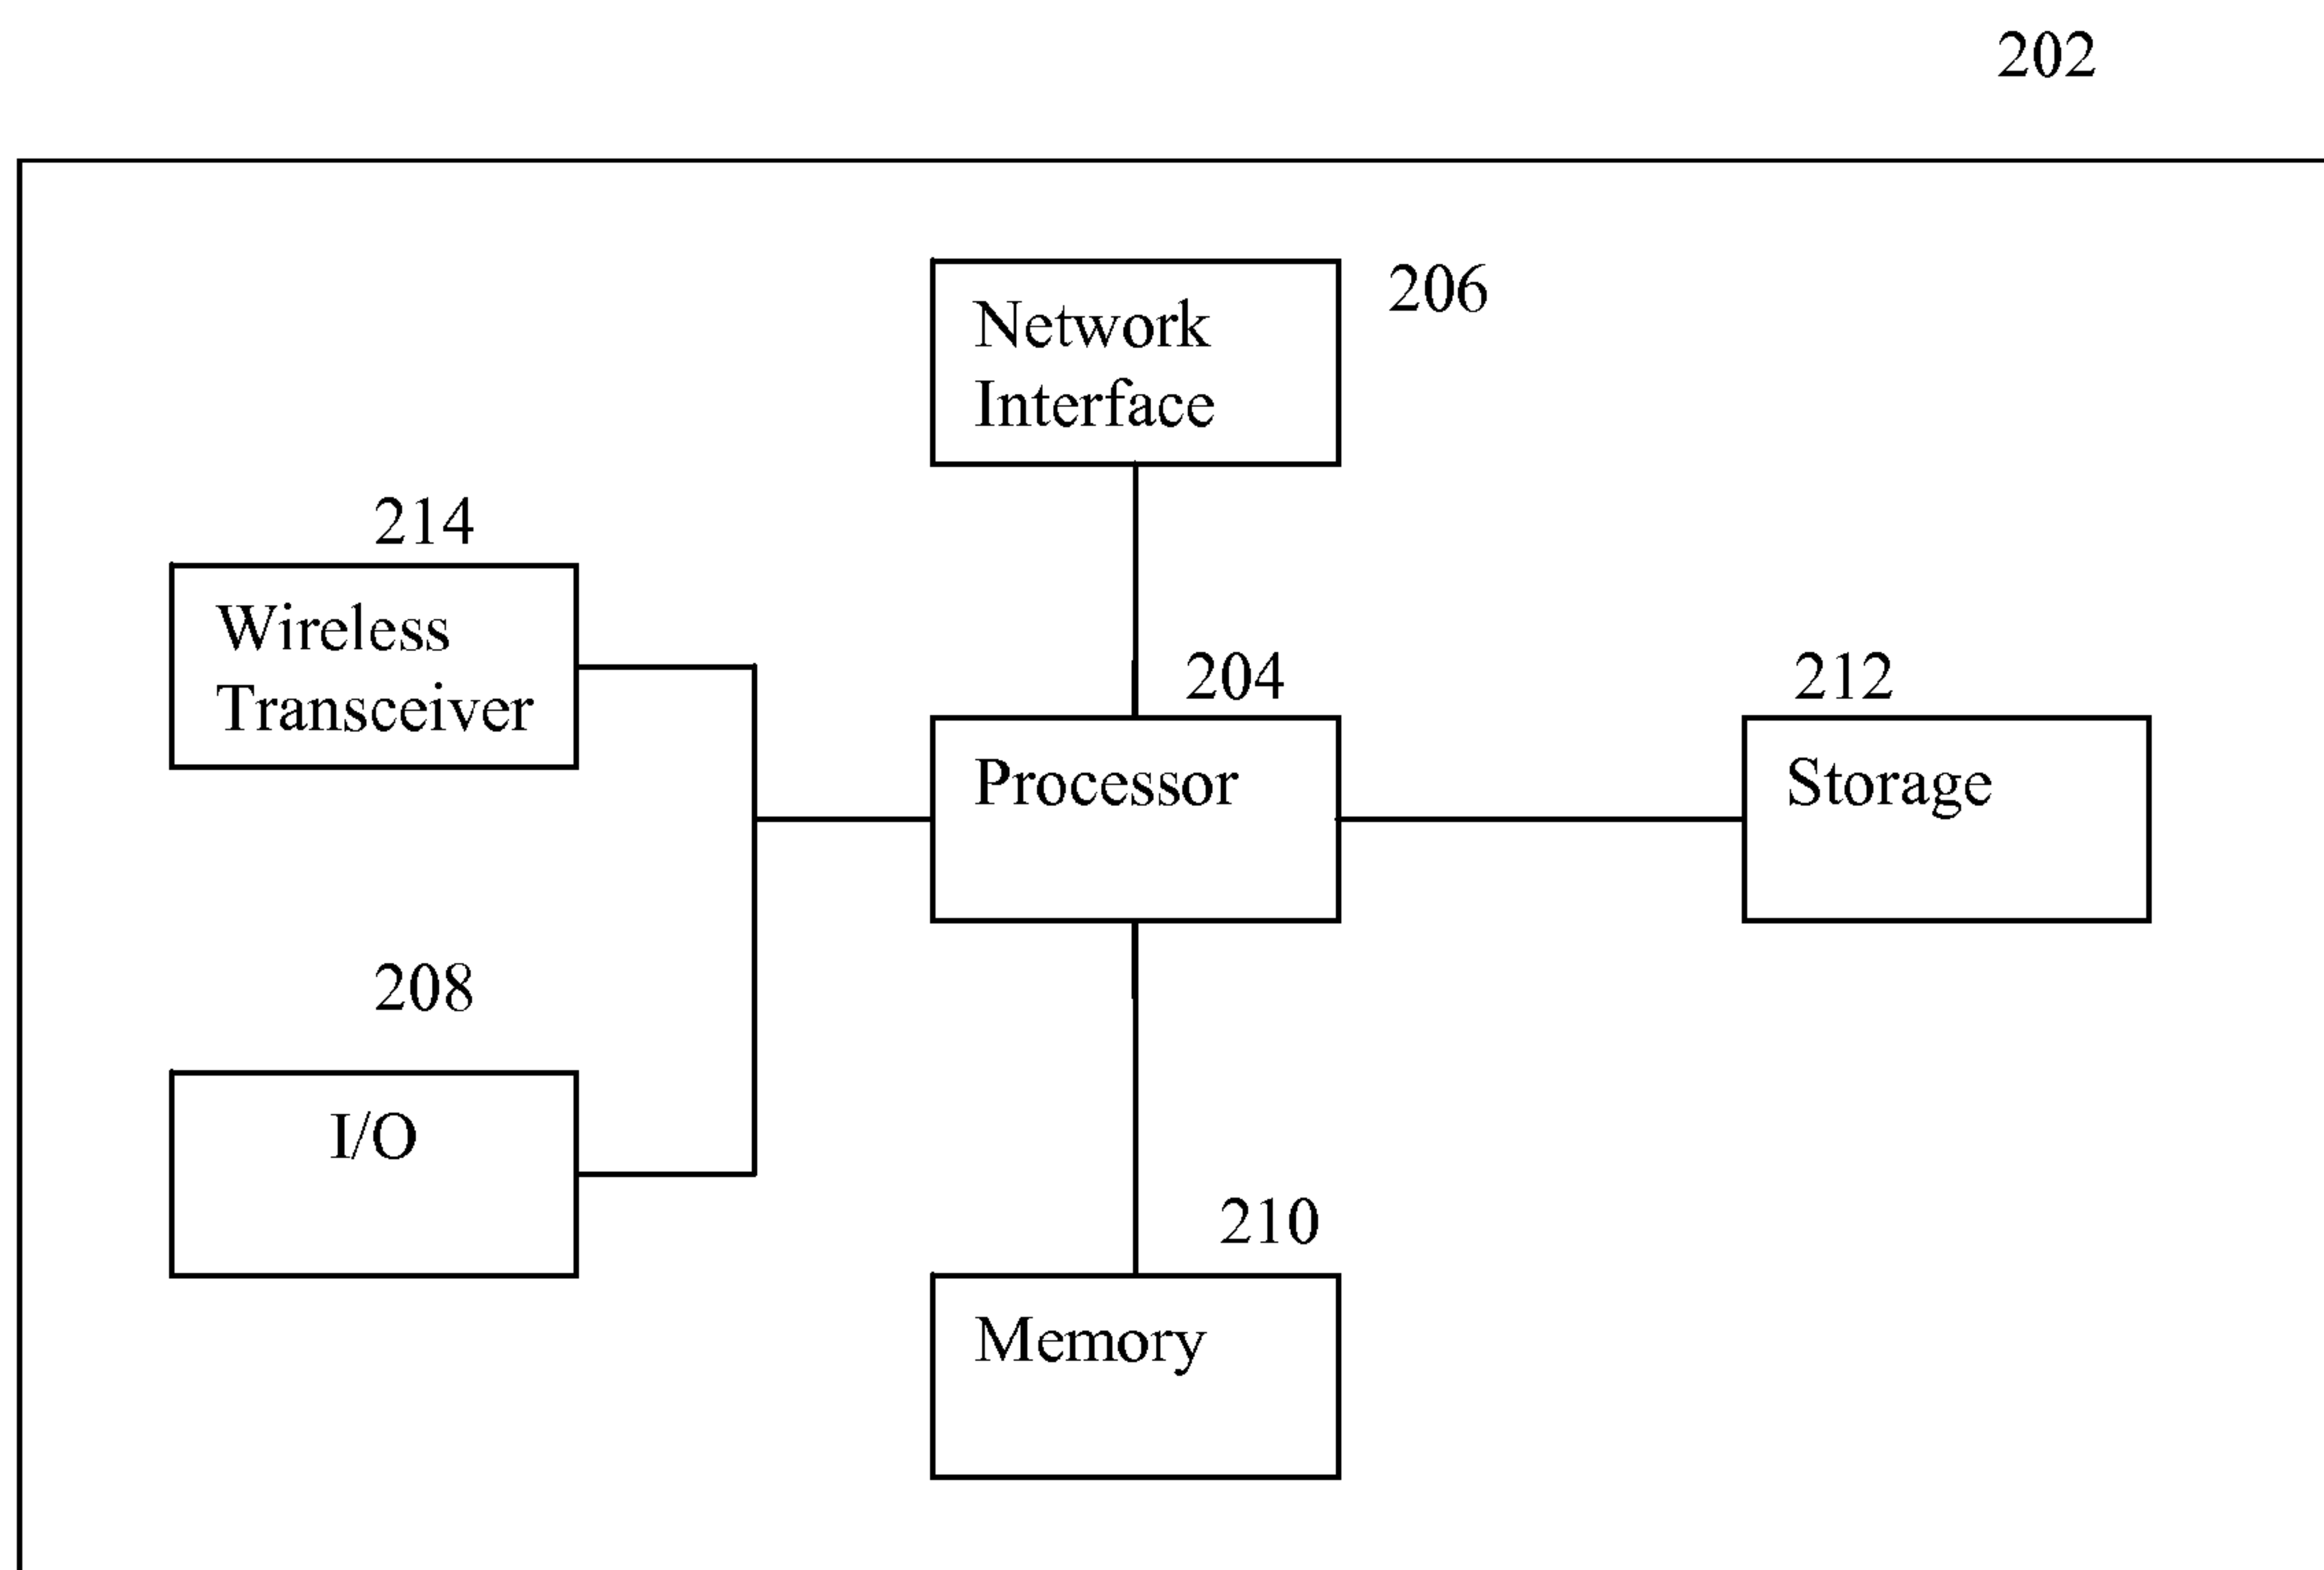 202
206
Network
Interface
214
Wireless
Transceiver
204
Processor
212
Storage
208
I/O
210
Memory